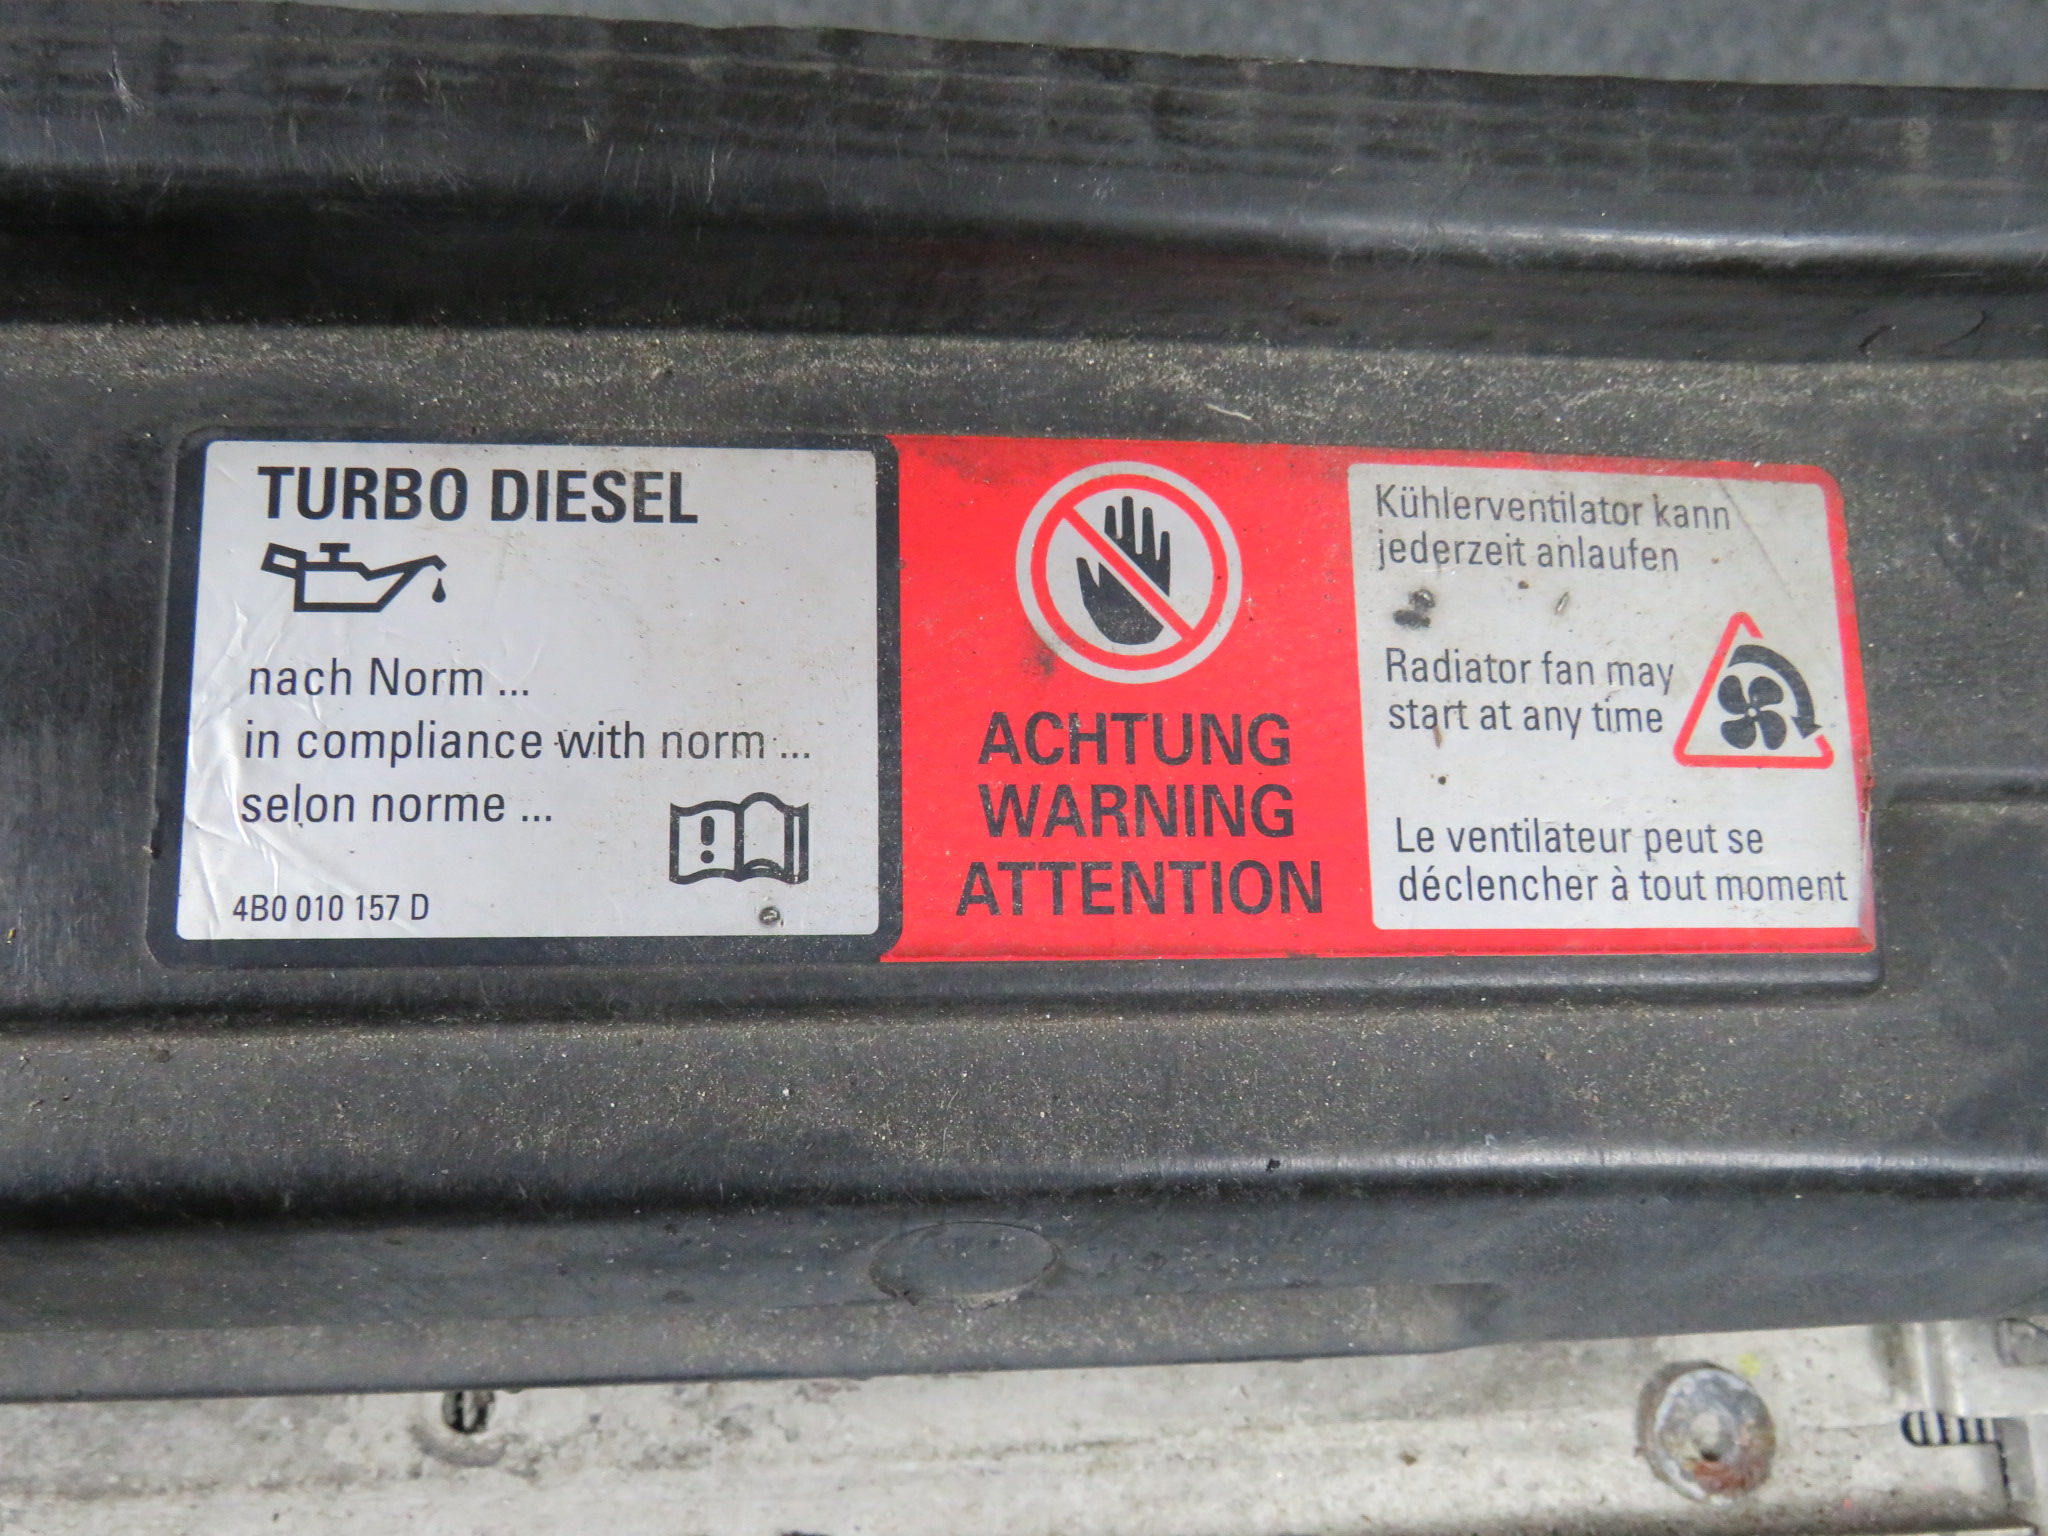 TURBO DIESEL
nach Norm ...
in compliance with norm ...
selon norme ...
4B0 010 157 D
ACHTUNG
WARNING
ATTENTION
Kühlerventilator kann
jederzeit anlaufen
Radiator fan may
start at any time
Le ventilateur peut se
déclencher à tout moment